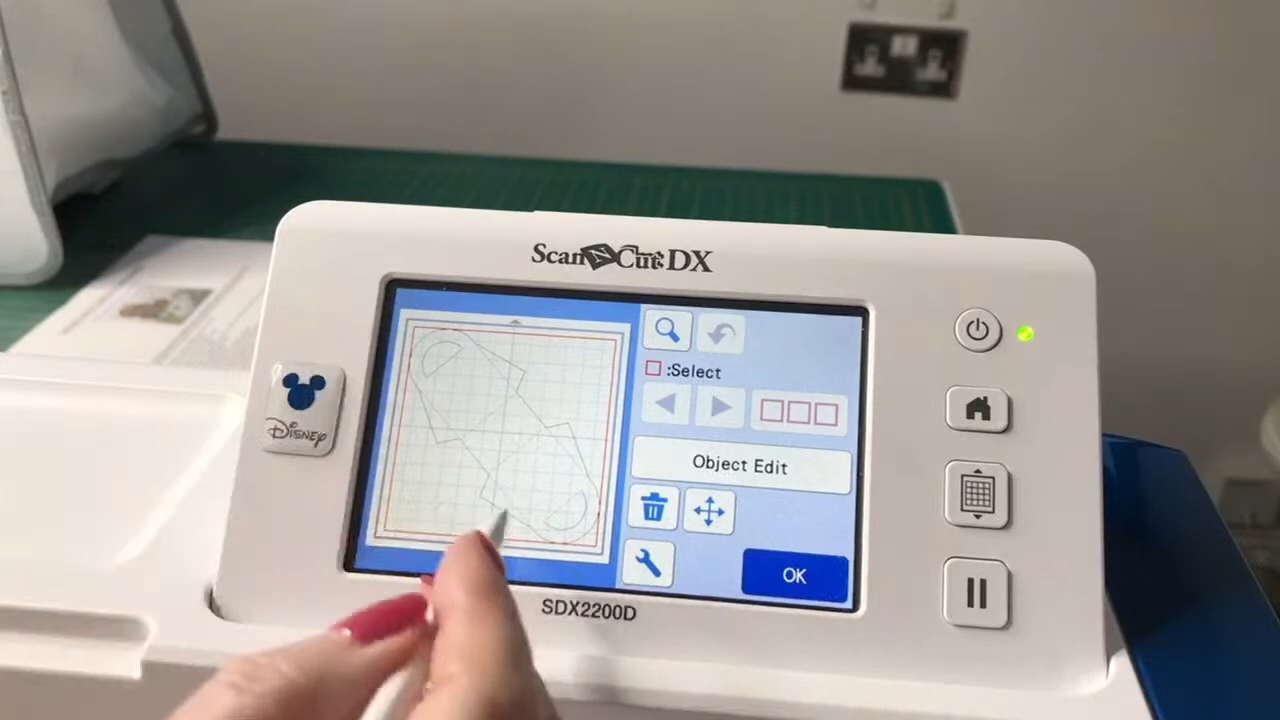 ScanNCut DX
:Select
Object Edit
OK
Disney
SDX2200D